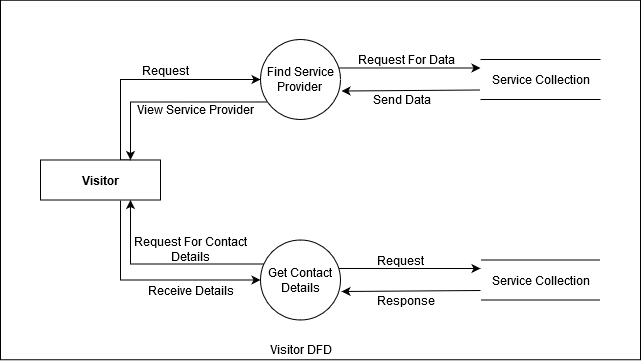 Request
Find Service
Provider
Request For Data
Service Collection
View Service Provider
Send Data
Visitor
Request For Contact
Details
Receive Details
Get Contact
Details
Request
Service Collection
Response
Visitor DFD